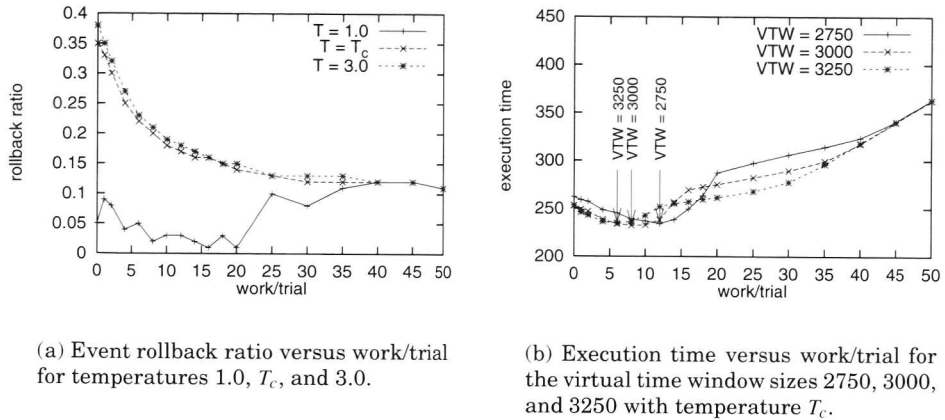 0.4
0.35
0.3
0.25
0.2
0.15
0.1
0.05
0
rollback ratio
T = 1.0
T = Tc
T = 3.0
0 5 10 15 20 25 30 35 40 45 50
work/trial
450
400
350
300
250
200
execution time
VTW = 2750
VTW = 3000
VTW = 3250
VTW = 3250
VTW = 3000
VTW = 2750
0 5 10 15 20 25 30 35 40 45 50
work/trial
(a) Event rollback ratio versus work/trial
for temperatures 1.0, Tc, and 3.0.
(b) Execution time versus work/trial for
the virtual time window sizes 2750, 3000,
and 3250 with temperature Tc.